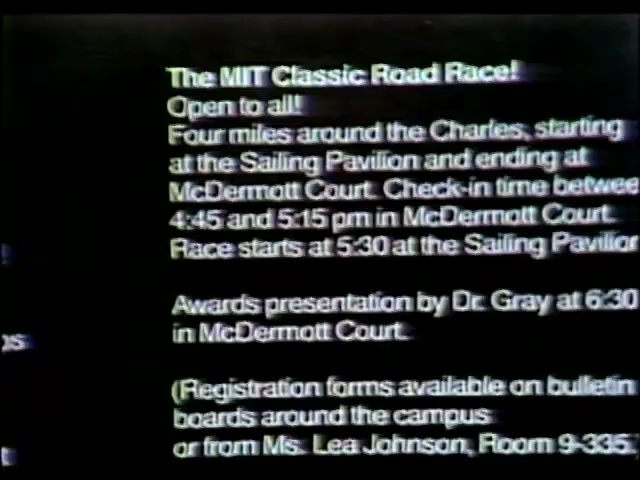 The MIT Classic Road Race!
Open to all!
Four miles around the Charles, starting
at the Sailing Pavilion and ending at
McDermott Court. Check-in time betwee
4:45 and 5:15 pm in McDermott Court.
Race starts at 5:30 at the Sailing Pavilion
Awards presentation by Dr. Gray at 6:30
in McDermott Court.
(Registration forms available on bulletin
boards around the campus
or from Ms. Lea Johnson, Room 9-335.)